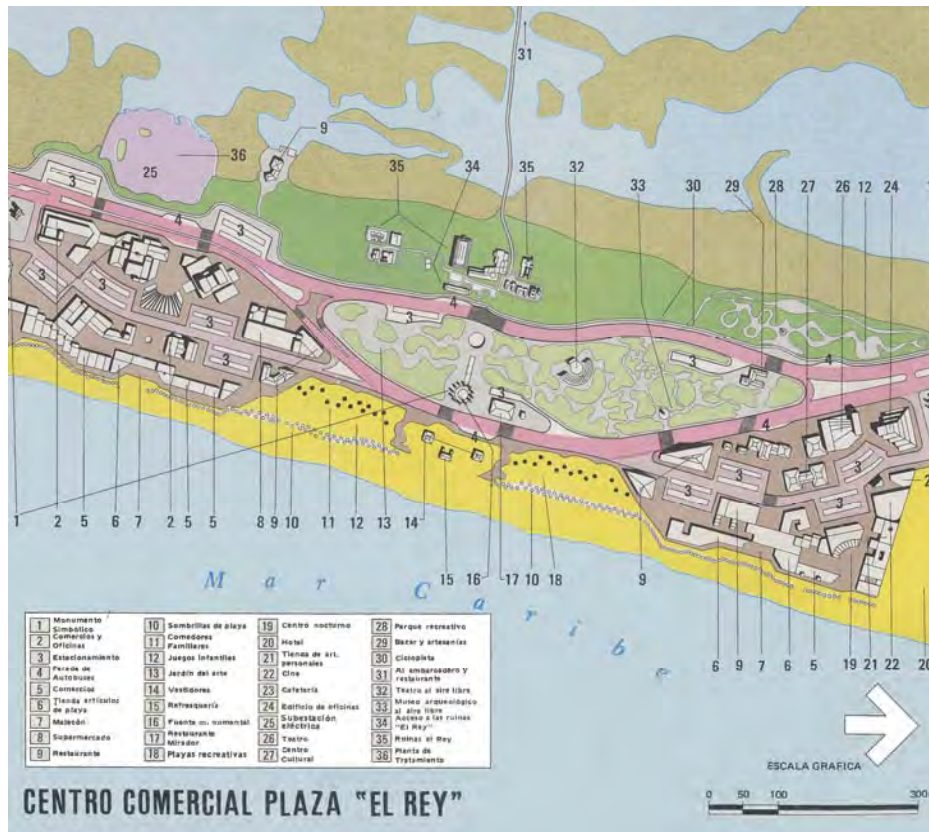 31
9
36
25
35
34
35
32
33
30
29
28
27
26
12
24
3
4
3
3
3
3
3
4
3
3
4
4
3
3
3
3
3
1
2
5
6
7
2
5
5
8
9
10
11
12
13
14
15
16
17
10
18
9
6
9
7
6
5
19
21
22
20
Mar Caribe
1 Monumento Simbólico
2 Comercios y Oficinas
3 Estacionamiento
4 Parada de Autobuses
5 Comercios
6 Tienda artículos de playa
7 Malecón
8 Supermercado
9 Restaurante
10 Sombrillas de playa
11 Comedores Familiares
12 Juegos infantiles
13 Jardín del arte
14 Vestidores
15 Refresquería
16 Fuente monumental
17 Restaurante Mirador
18 Playas recreativas
19 Centro nocturno
20 Hotel
21 Tienda de art. personales
22 Cine
23 Cafetería
24 Edificio de oficinas
25 Subestación eléctrica
26 Teatro
27 Centro Cultural
28 Parque recreativo
29 Bazar y artesanías
30 Ciclopista
31 Al embarcadero y restaurante
32 Teatro al aire libre
33 Museo arqueológico al aire libre
34 Acceso a las ruinas "El Rey"
35 Ruinas el Rey
36 Planta de Tratamiento
ESCALA GRAFICA
0 50 100 300
CENTRO COMERCIAL PLAZA "EL REY"